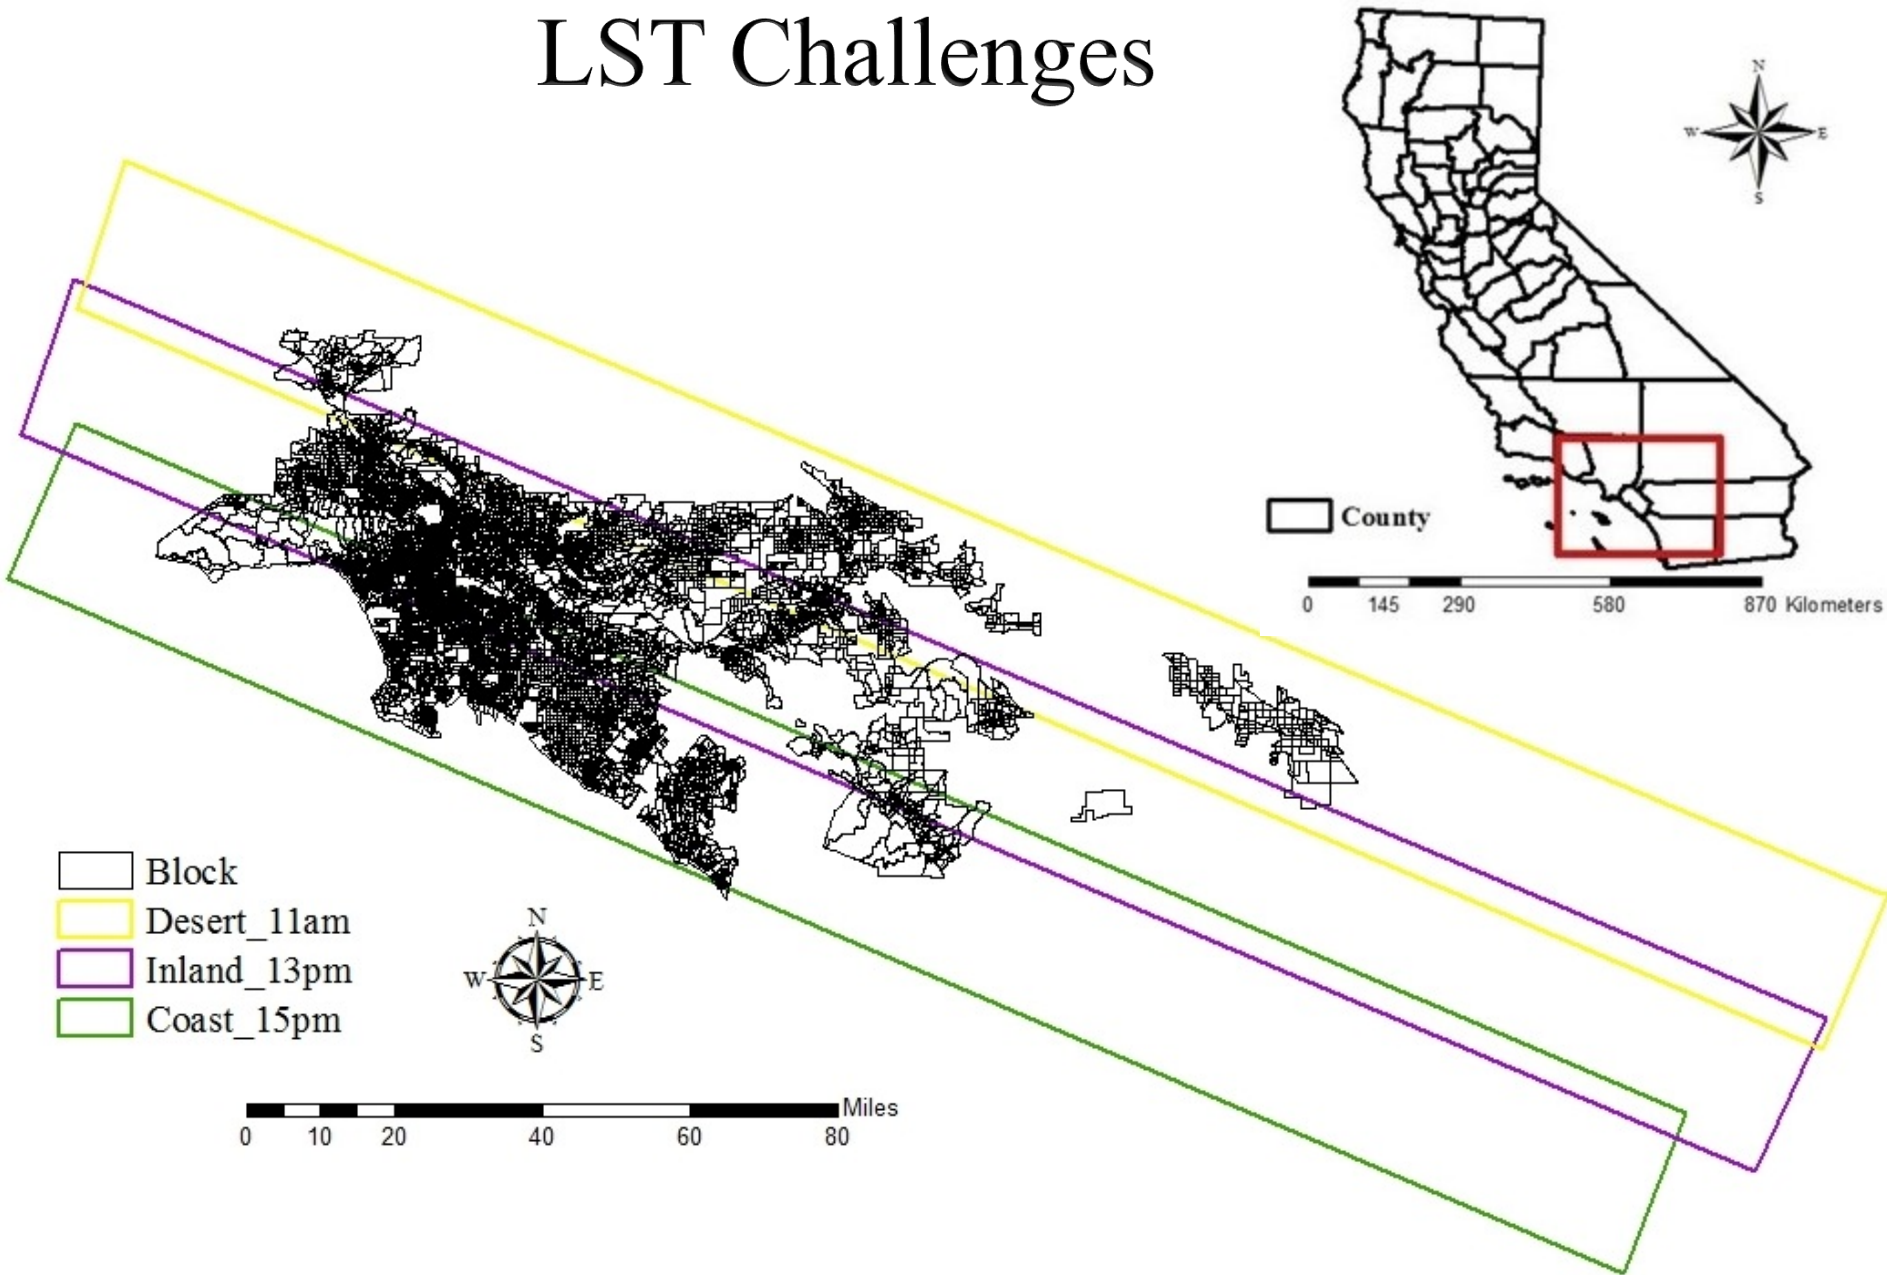 LST Challenges
N
W E
S
County
0 145 290 580 870 Kilometers
Block
Desert_11am
Inland_13pm
Coast_15pm
N
W E
S
Miles
0 10 20 40 60 80